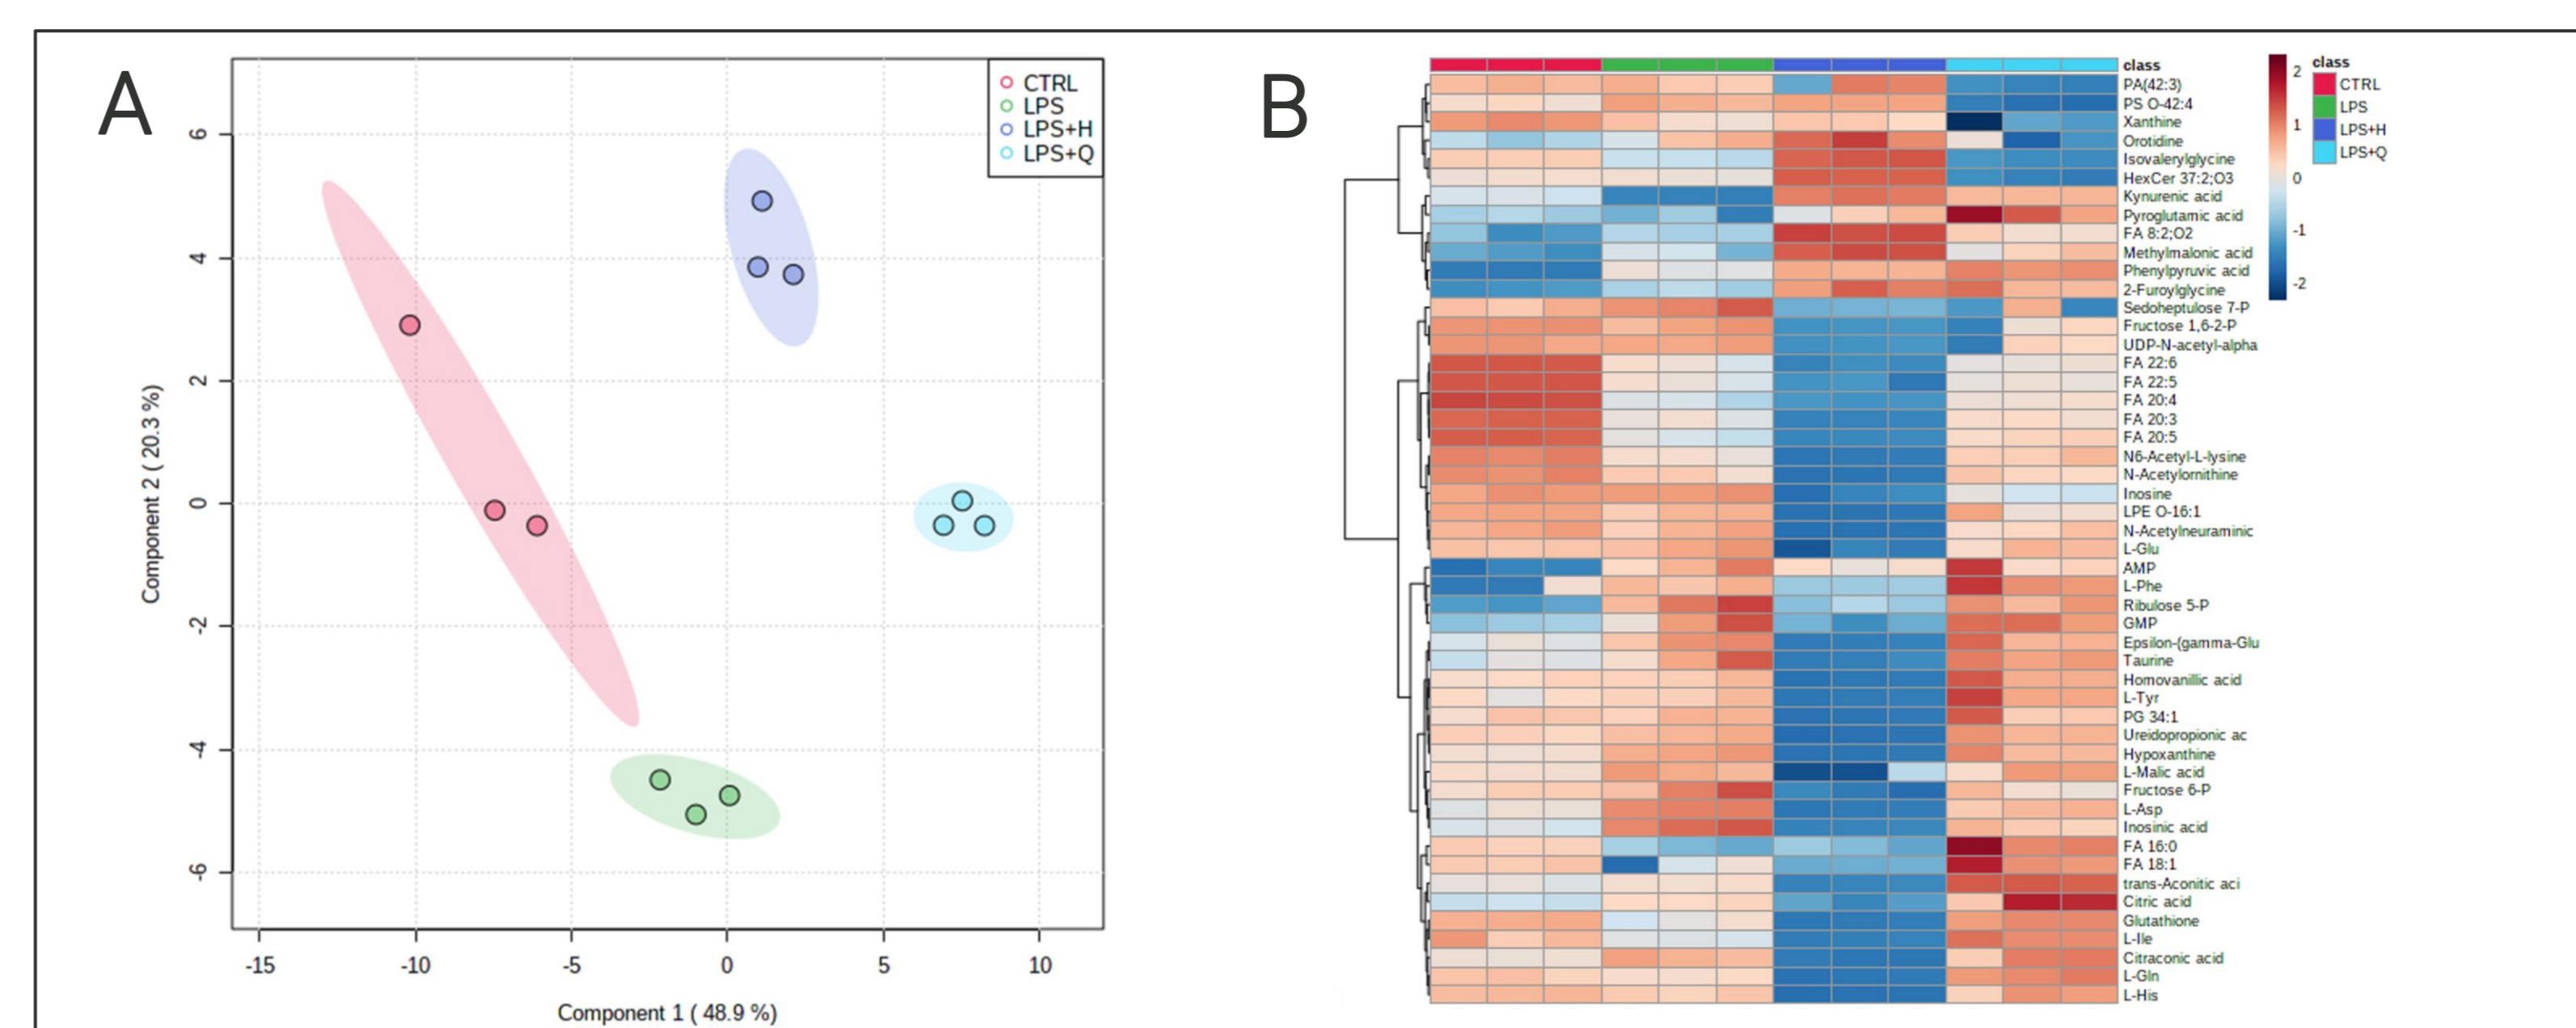 A
CTRL
LPS
LPS+H
LPS+Q
6
4
2
0
-2
-4
-6
Component 2 ( 20.3 %)
-15
-10
-5
0
5
10
Component 1 ( 48.9 %)
B
class
PA(42:3)
PS O-42:4
Xanthine
Orotidine
Isovalerylglycine
HexCer 37:2;O3
Kynurenic acid
Pyroglutamic acid
FA 8:2;O2
Methylmalonic acid
Phenylpyruvic acid
2-Furoylglycine
Sedoheptulose 7-P
Fructose 1,6-2-P
UDP-N-acetyl-alpha
FA 22:6
FA 22:5
FA 20:4
FA 20:3
FA 20:5
N6-Acetyl-L-lysine
N-Acetylornithine
Inosine
LPE O-16:1
N-Acetylneuraminic
L-Glu
AMP
L-Phe
Ribulose 5-P
GMP
Epsilon-(gamma-Glu
Taurine
Homovanillic acid
L-Tyr
PG 34:1
Ureidopropionic ac
Hypoxanthine
L-Malic acid
Fructose 6-P
L-Asp
Inosinic acid
FA 16:0
FA 18:1
trans-Aconitic aci
Citric acid
Glutathione
L-Ile
Citraconic acid
L-Gln
L-His
2
1
0
-1
-2
class
CTRL
LPS
LPS+H
LPS+Q